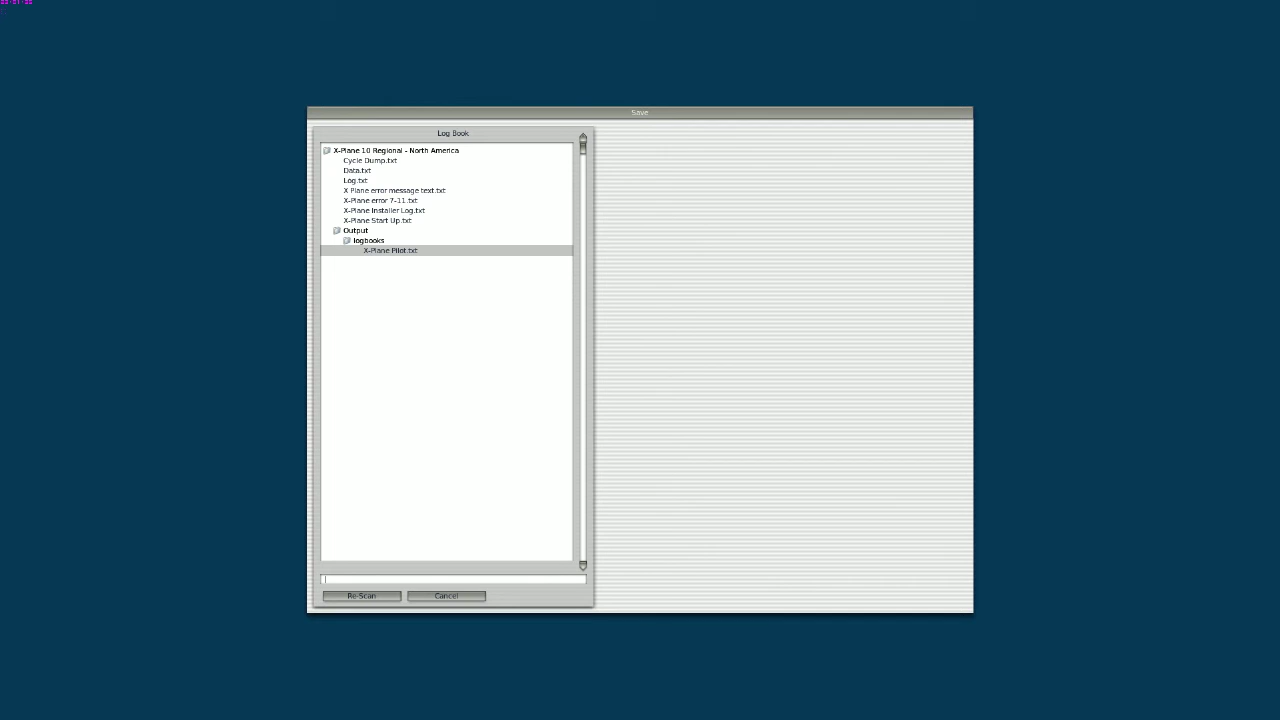 Save
Log Book
X-Plane 10 Regional - North America
Cycle Dump.txt
Data.txt
Log.txt
X Plane error message text.txt
X-Plane error 7-11.txt
X-Plane Installer Log.txt
X-Plane Start Up.txt
Output
logbooks
X-Plane Pilot.txt
Re-Scan
Cancel